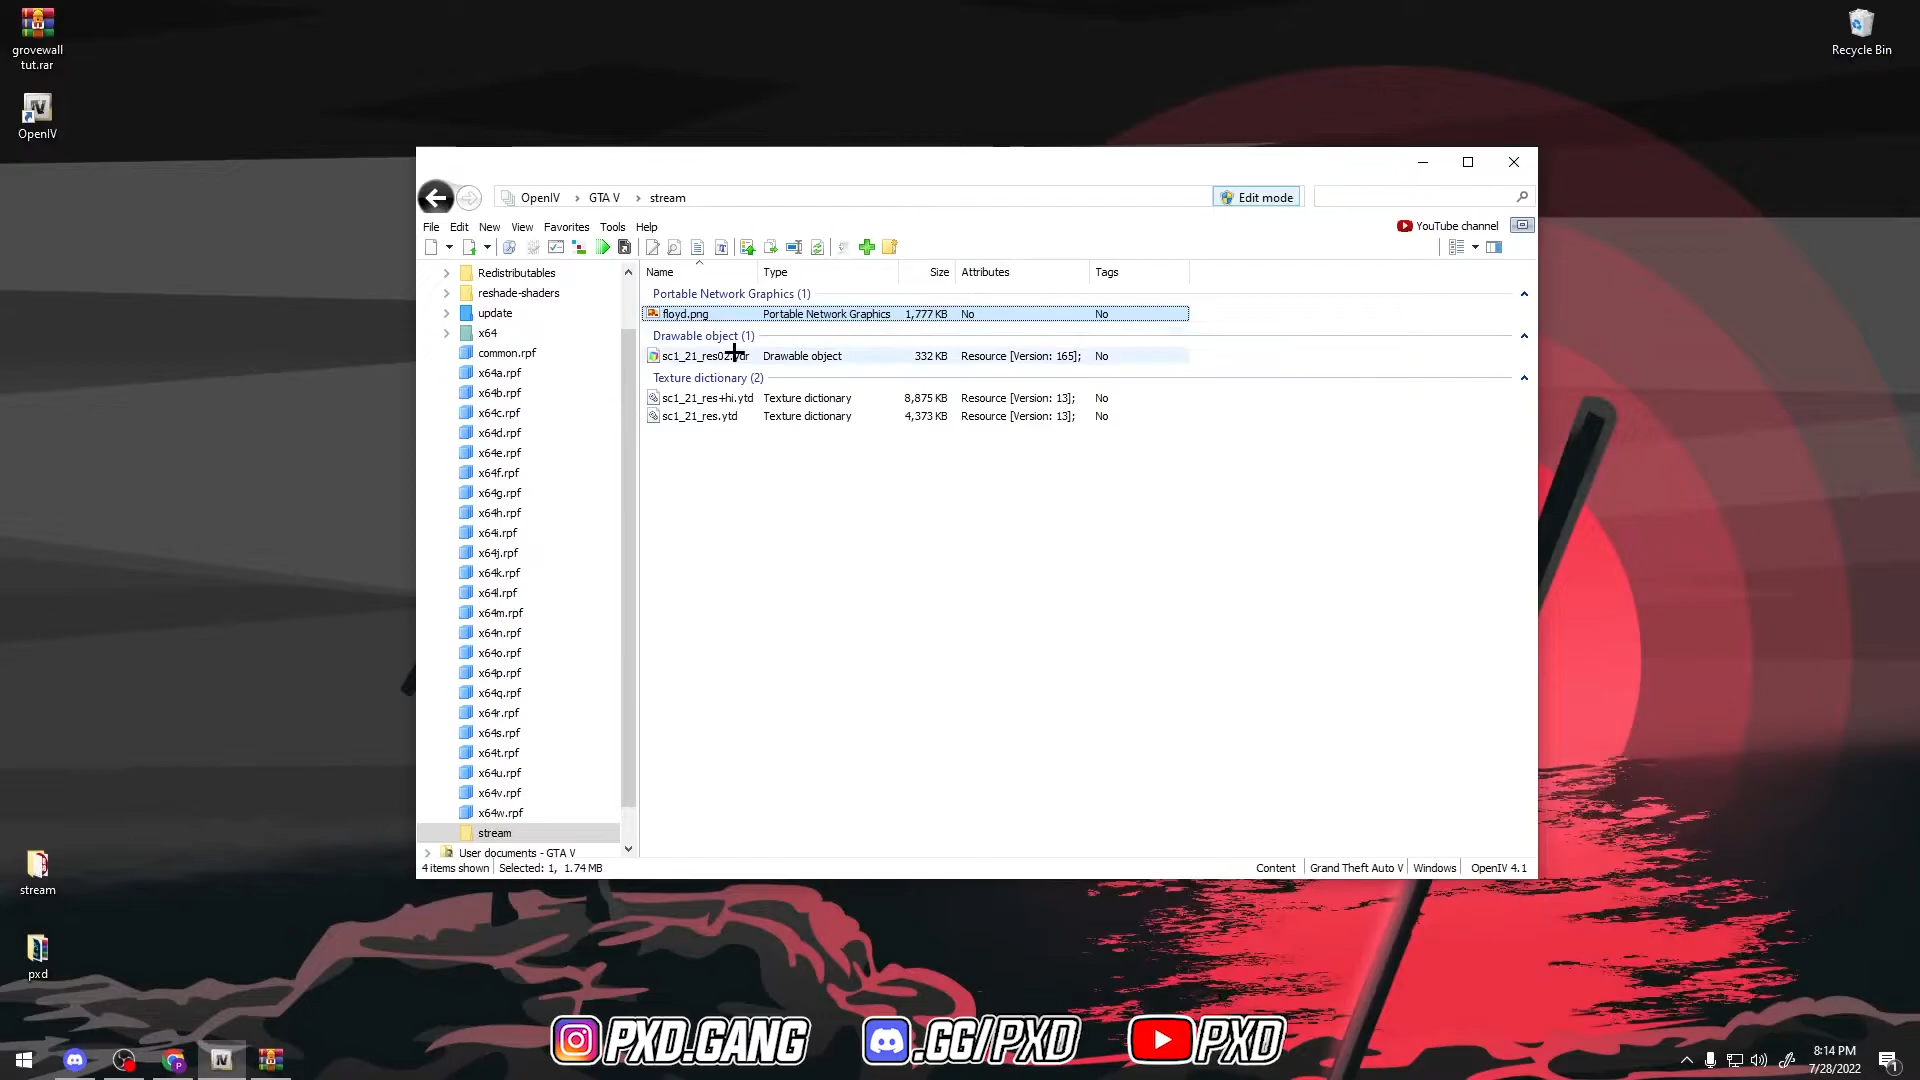 grovewall
tut.rar
OpenIV
Recycle Bin
OpenIV › GTA V › stream
Edit mode
File Edit New View Favorites Tools Help
YouTube channel
Redistributables
reshade-shaders
update
x64
common.rpf
x64a.rpf
x64b.rpf
x64c.rpf
x64d.rpf
x64e.rpf
x64f.rpf
x64g.rpf
x64h.rpf
x64i.rpf
x64j.rpf
x64k.rpf
x64l.rpf
x64m.rpf
x64n.rpf
x64o.rpf
x64p.rpf
x64q.rpf
x64r.rpf
x64s.rpf
x64t.rpf
x64u.rpf
x64v.rpf
x64w.rpf
stream
User documents - GTA V
Name Type Size Attributes Tags
Portable Network Graphics (1)
floyd.png Portable Network Graphics 1,777 KB No No
Drawable object (1)
sc1_21_res02.ydr Drawable object 332 KB Resource [Version: 165]; No
Texture dictionary (2)
sc1_21_res+hi.ytd Texture dictionary 8,875 KB Resource [Version: 13]; No
sc1_21_res.ytd Texture dictionary 4,373 KB Resource [Version: 13]; No
4 items shown Selected: 1, 1.74 MB
Content Grand Theft Auto V Windows OpenIV 4.1
stream
pxd
PXD.GANG .GG/PXD PXD
8:14 PM
7/28/2022